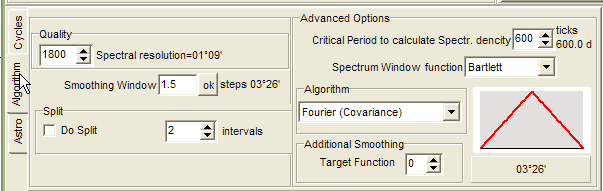 Cycles
Algorithm
Astro
Quality
1800 Spectral resolution=01°09'
Smoothing Window 1.5 ok steps 03°26'
Split
Do Split 2 intervals
Advanced Options
Critical Period to calculate Spectr. dencity 600 ticks
600.0 d
Spectrum Window function Bartlett
Algorithm
Fourier (Covariance)
Additional Smoothing
Target Function 0
03°26'